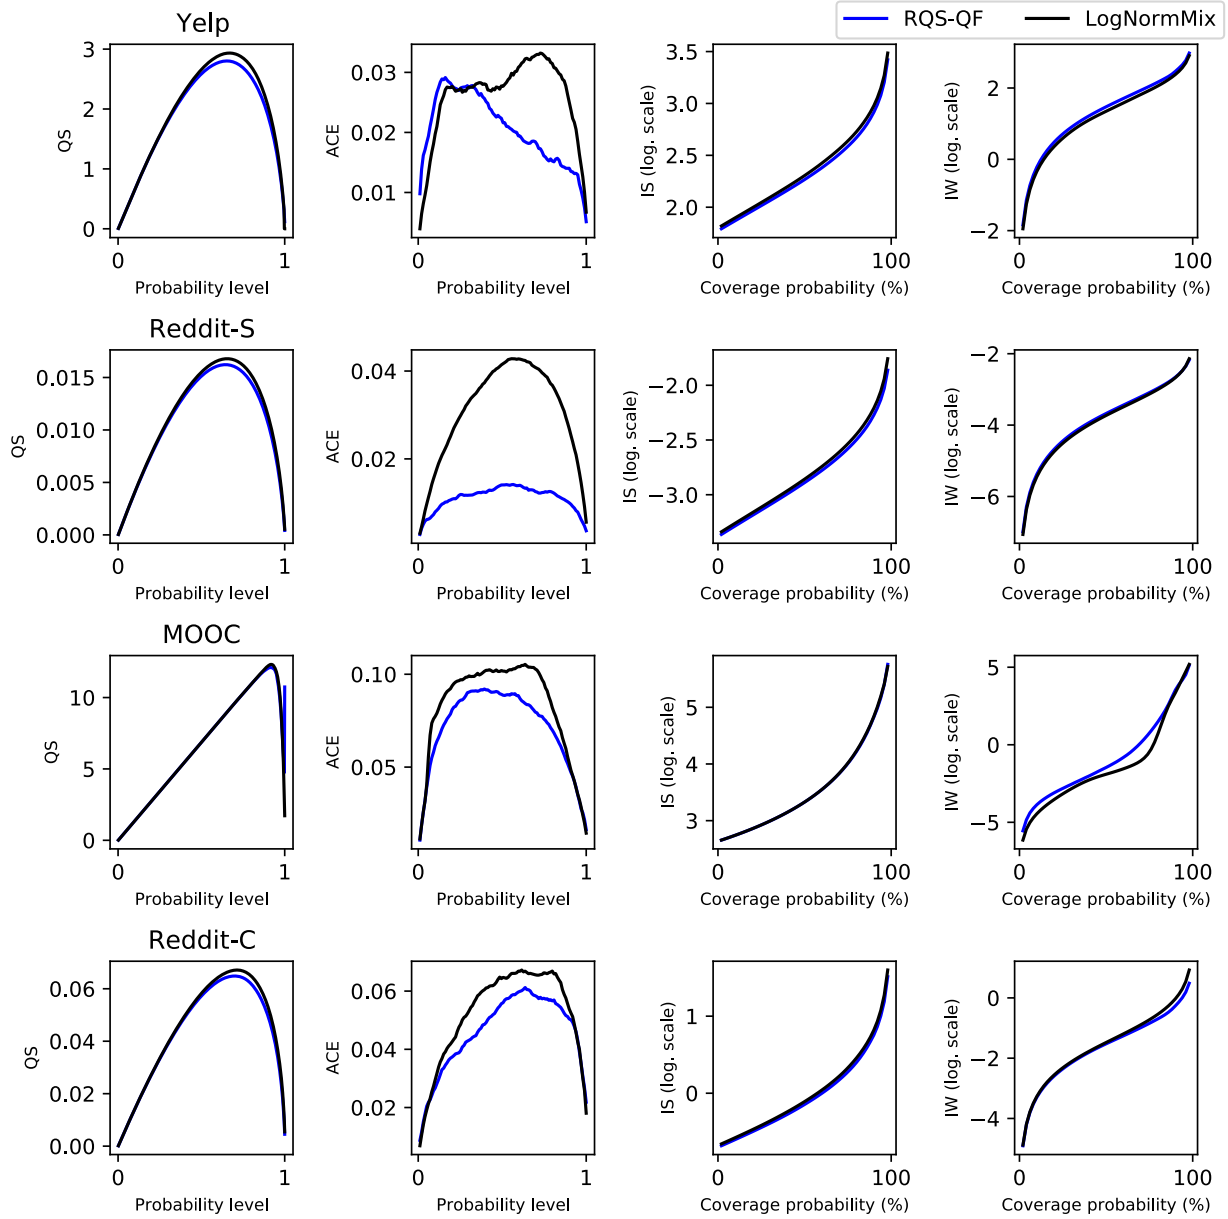 RQS-QF LogNormMix
Yelp
QS
3
2
1
0
0 1
Probability level
ACE
0.03
0.02
0.01
0 1
Probability level
IS (log. scale)
3.5
3.0
2.5
2.0
0 100
Coverage probability (%)
IW (log. scale)
2
0
−2
0 100
Coverage probability (%)
Reddit-S
QS
0.015
0.010
0.005
0.000
0 1
Probability level
ACE
0.04
0.02
0 1
Probability level
IS (log. scale)
−2.0
−2.5
−3.0
0 100
Coverage probability (%)
IW (log. scale)
−2
−4
−6
0 100
Coverage probability (%)
MOOC
QS
10
5
0
0 1
Probability level
ACE
0.10
0.05
0 1
Probability level
IS (log. scale)
5
4
3
0 100
Coverage probability (%)
IW (log. scale)
5
0
−5
0 100
Coverage probability (%)
Reddit-C
QS
0.06
0.04
0.02
0.00
0 1
Probability level
ACE
0.06
0.04
0.02
0 1
Probability level
IS (log. scale)
1
0
0 100
Coverage probability (%)
IW (log. scale)
0
−2
−4
0 100
Coverage probability (%)